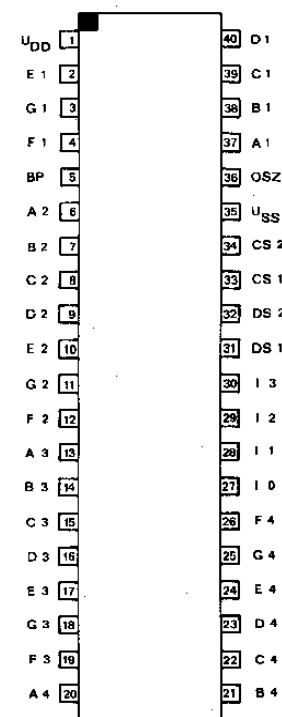 UDD 1 40 D 1
E 1 2 39 C 1
G 1 3 38 B 1
F 1 4 37 A 1
BP 5 36 OSZ
A 2 6 35 USS
B 2 7 34 CS 2
C 2 8 33 CS 1
D 2 9 32 DS 2
E 2 10 31 DS 1
G 2 11 30 I 3
F 2 12 29 I 2
A 3 13 28 I 1
B 3 14 27 I 0
C 3 15 26 F 4
D 3 16 25 G 4
E 3 17 24 E 4
G 3 18 23 D 4
F 3 19 22 C 4
A 4 20 21 B 4